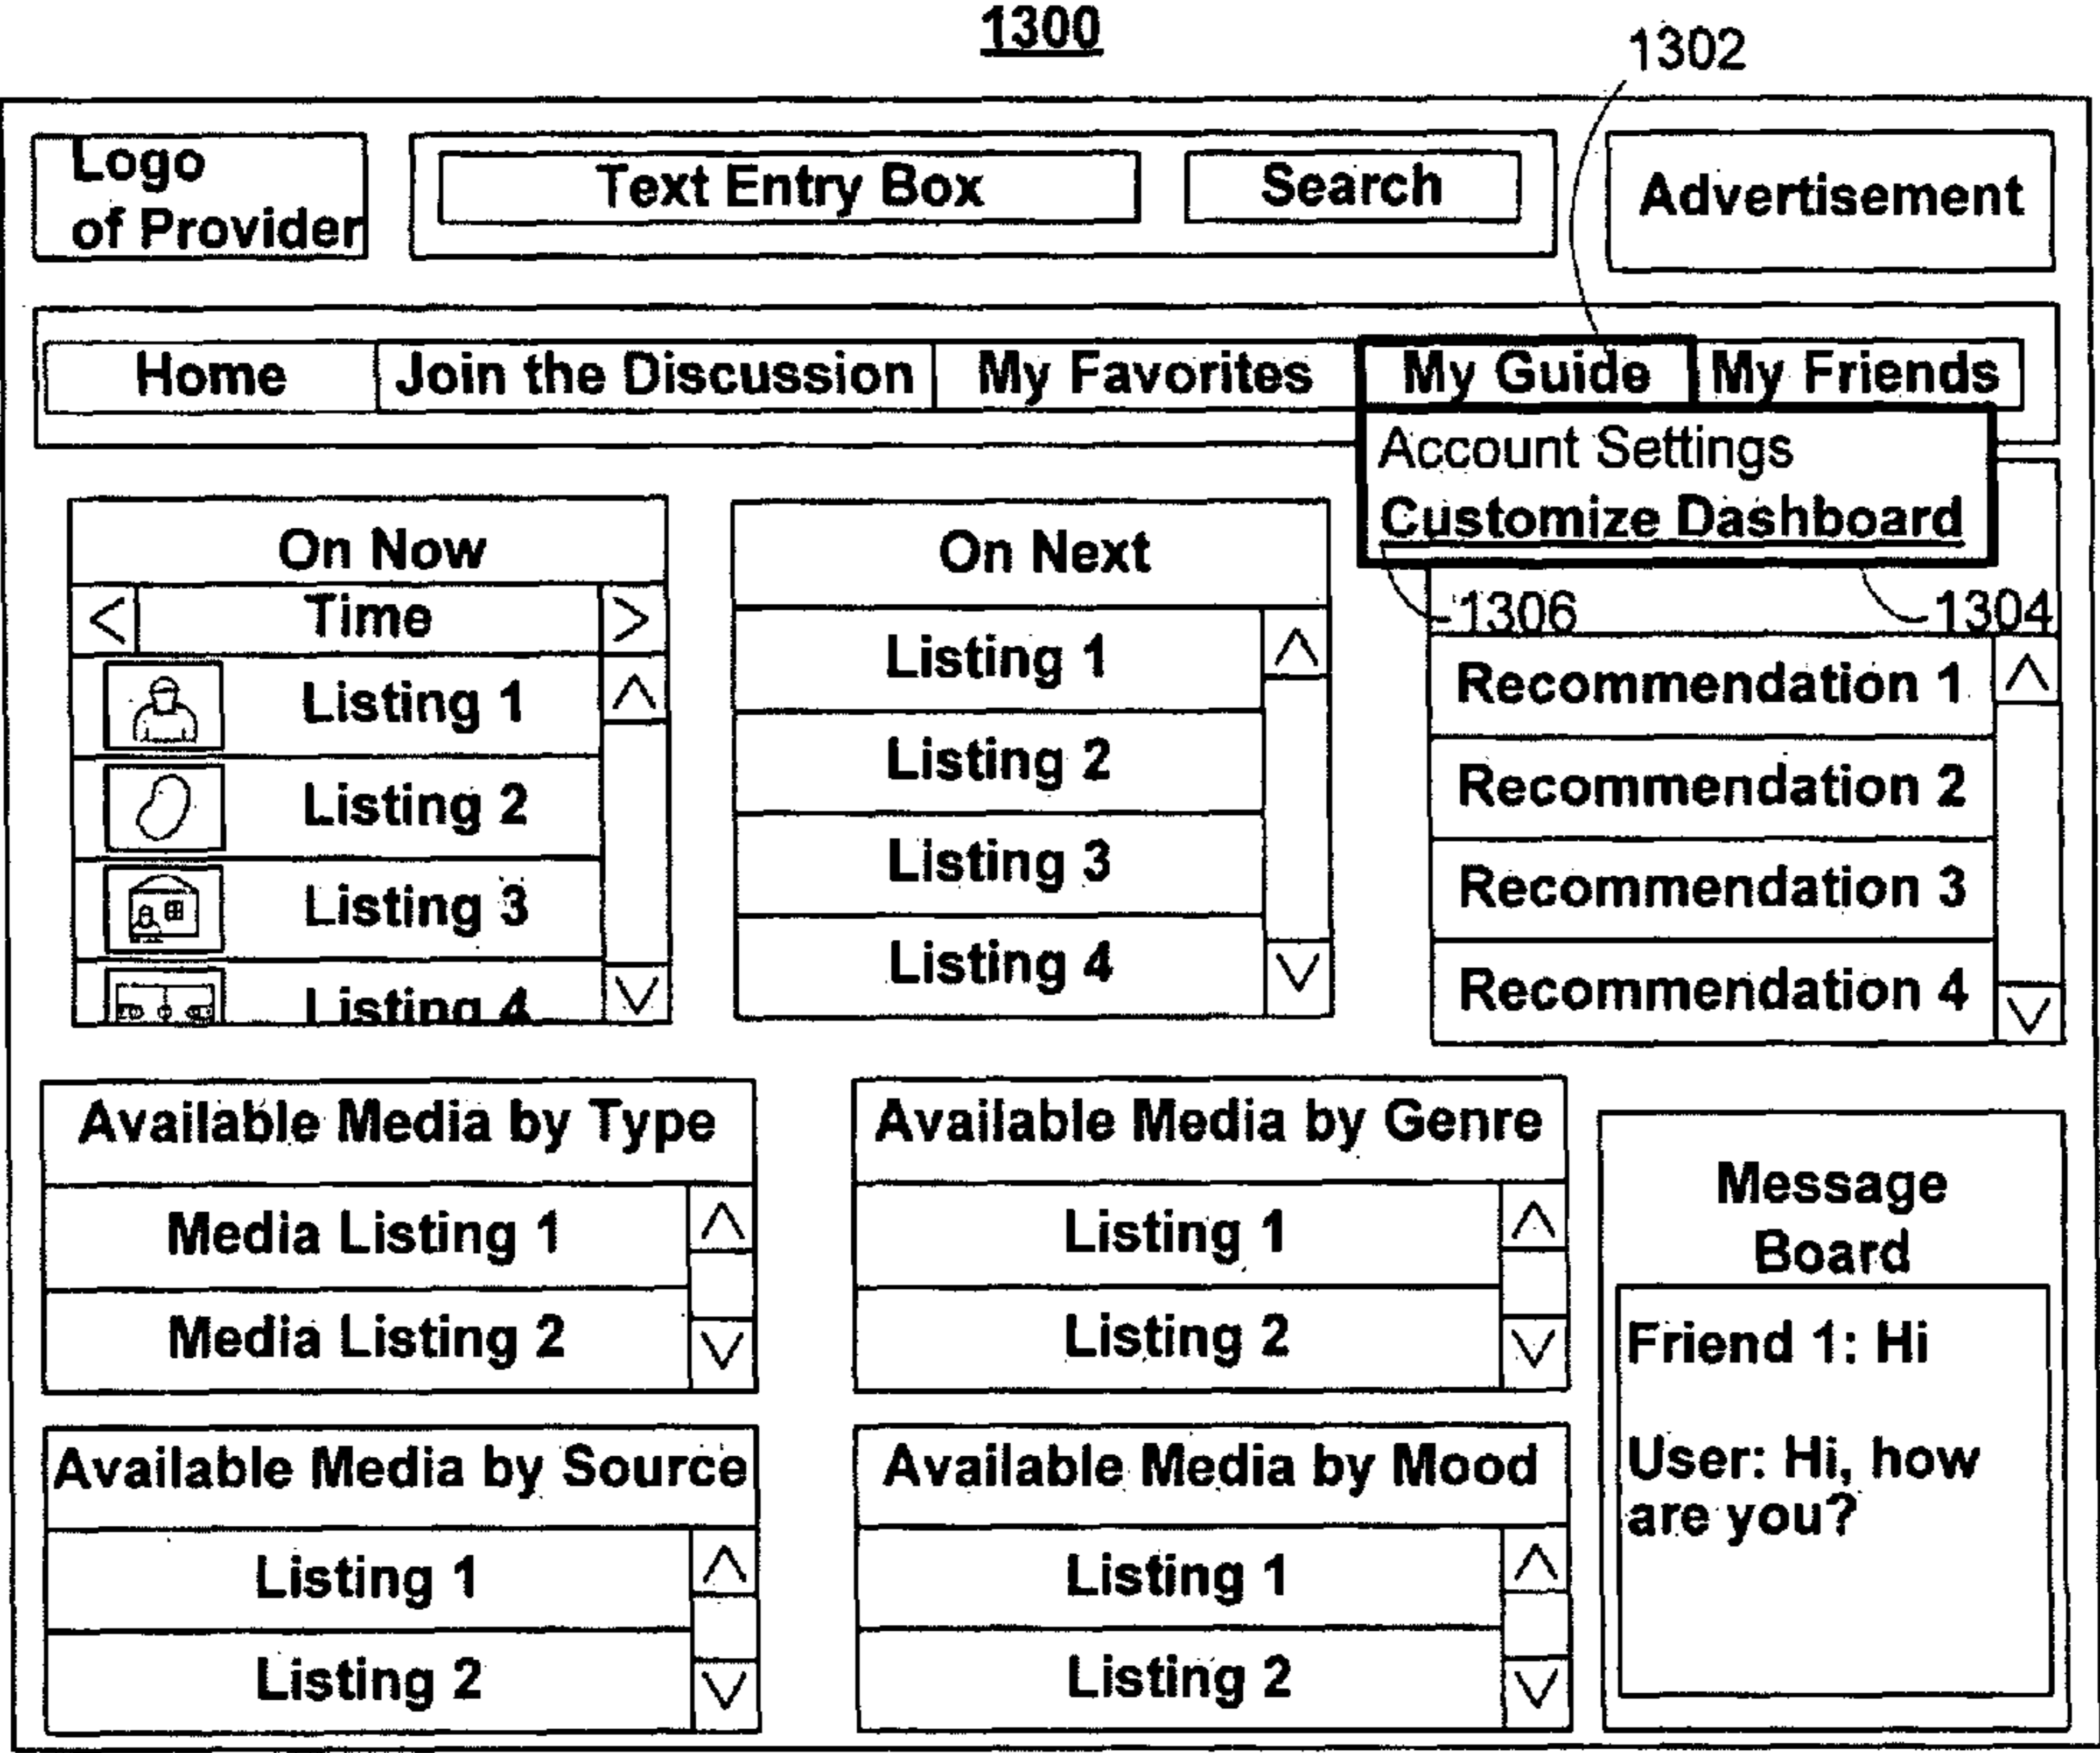 1300
1302
Logo
of Provider
Text Entry Box
Search
Advertisement
Home
Join the Discussion
My Favorites
My Guide
My Friends
Account Settings
Customize Dashboard
1306
1304
On Now
< Time >
Listing 1
Listing 2
Listing 3
Listing 4
On Next
Listing 1
Listing 2
Listing 3
Listing 4
Recommendation 1
Recommendation 2
Recommendation 3
Recommendation 4
Available Media by Type
Media Listing 1
Media Listing 2
Available Media by Genre
Listing 1
Listing 2
Message
Board
Friend 1: Hi
User: Hi, how
are you?
Available Media by Source
Listing 1
Listing 2
Available Media by Mood
Listing 1
Listing 2